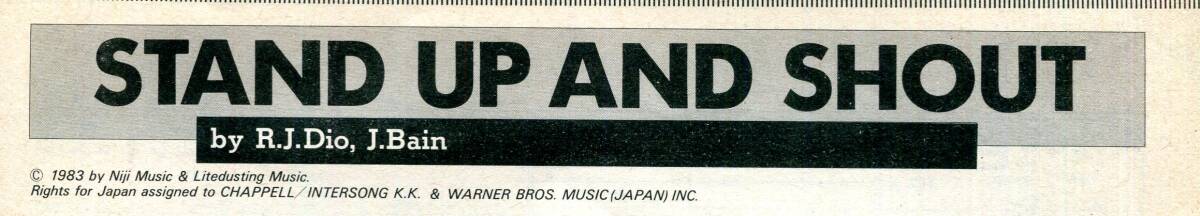 STAND UP AND SHOUT
by R.J.Dio, J.Bain
© 1983 by Niji Music & Litedusting Music.
Rights for Japan assigned to CHAPPELL/INTERSONG K.K. & WARNER BROS. MUSIC(JAPAN) INC.